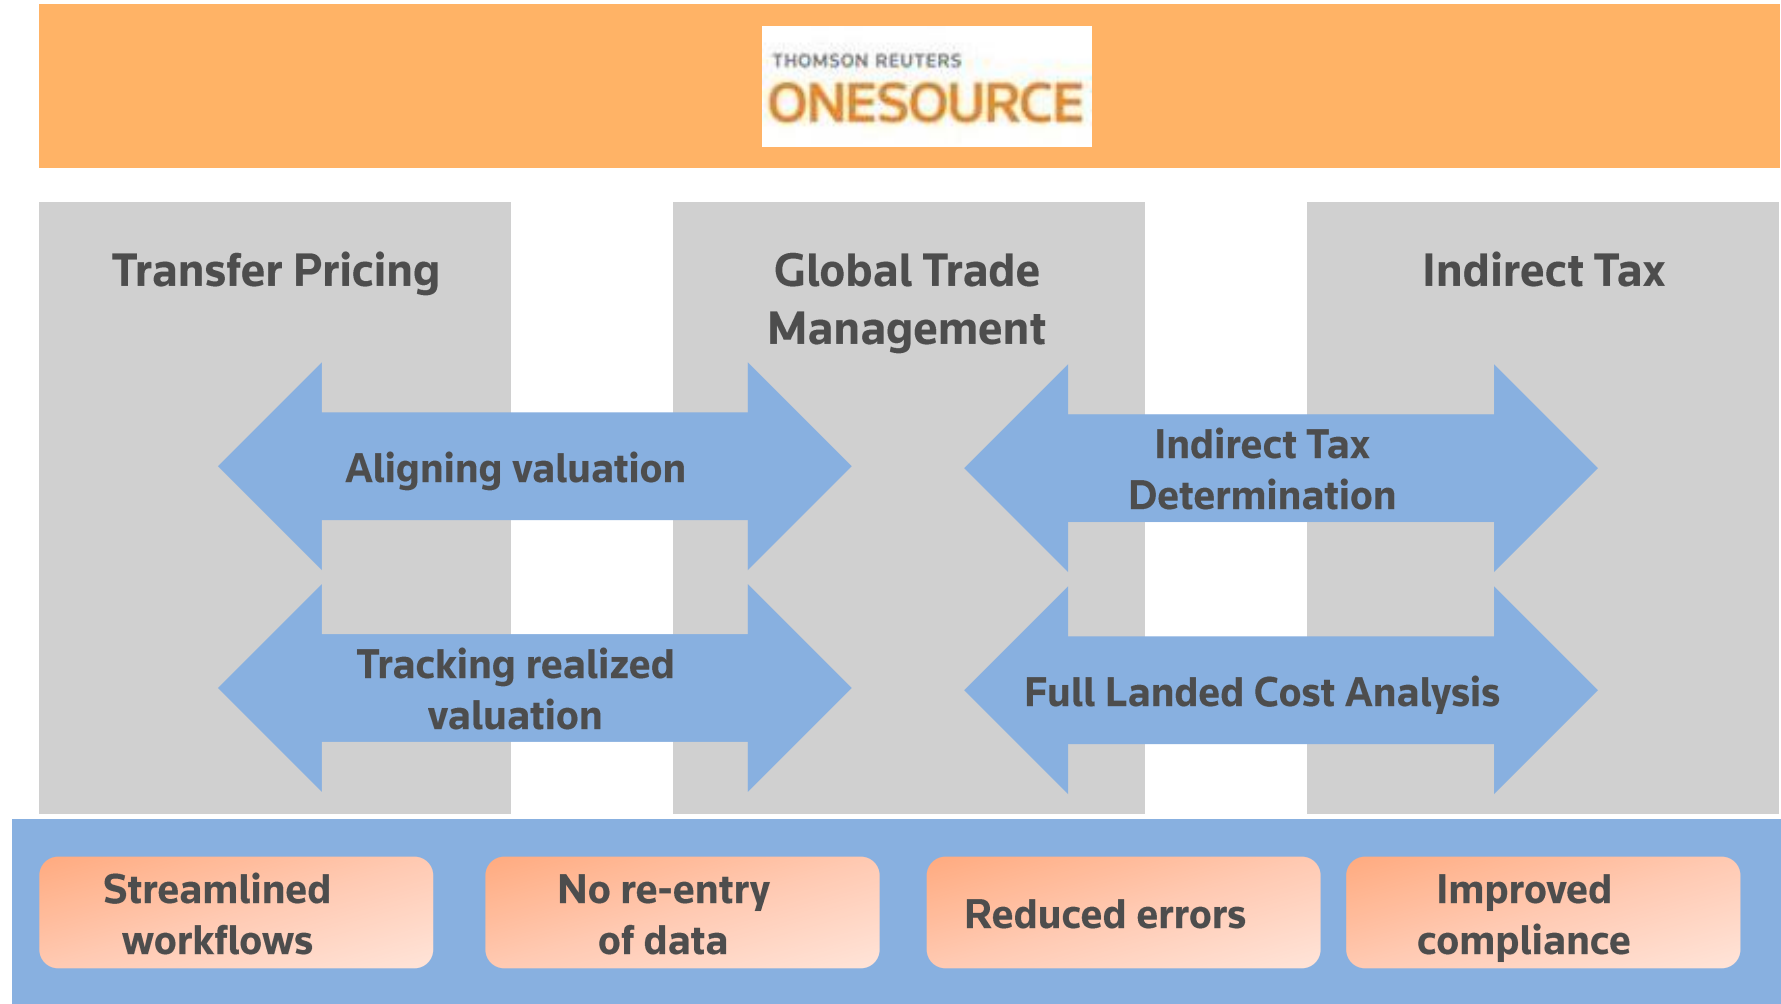 THOMSON REUTERS
ONESOURCE
Transfer Pricing
Global Trade
Management
Indirect Tax
Aligning valuation
Indirect Tax
Determination
Tracking realized
valuation
Full Landed Cost Analysis
Streamlined
workflows
No re-entry
of data
Reduced errors
Improved
compliance